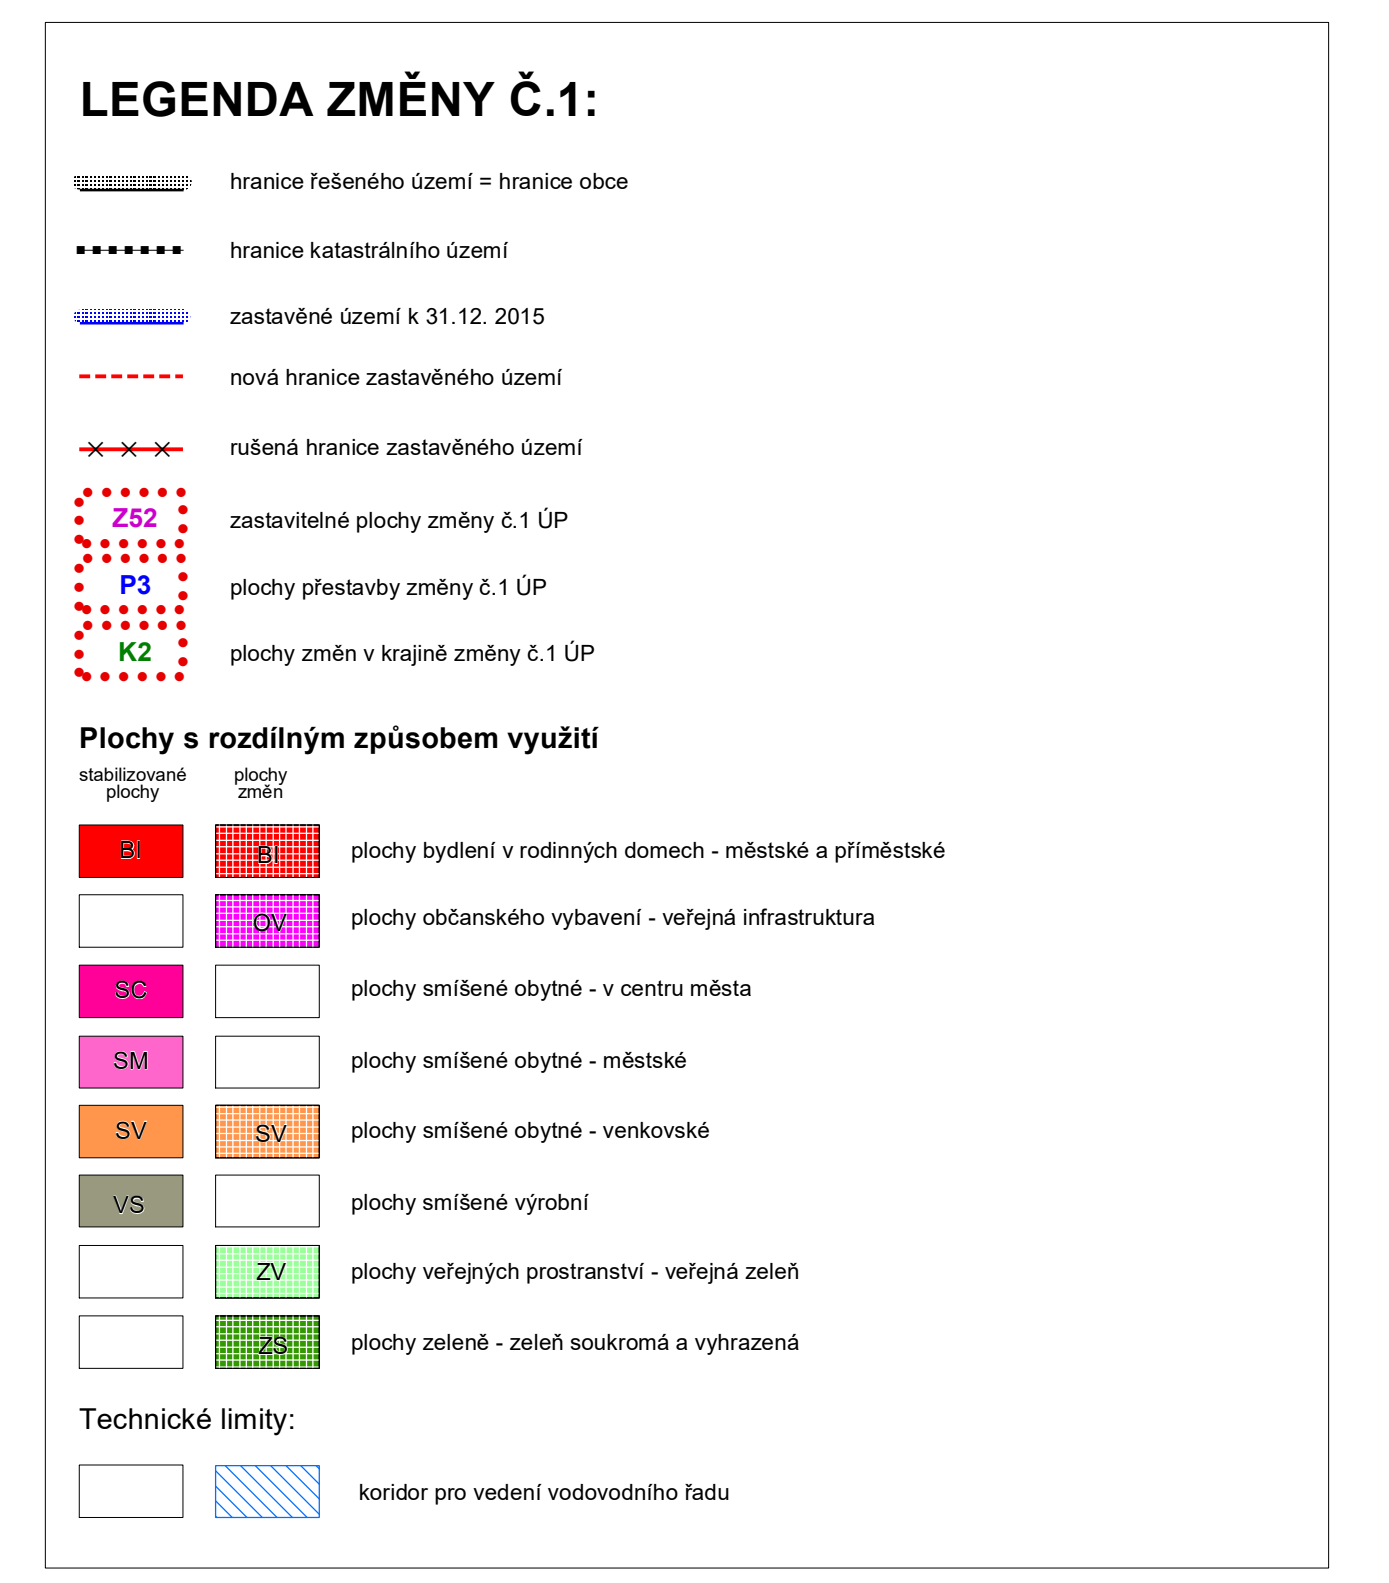 LEGENDA ZMĚNY Č.1:
hranice řešeného území = hranice obce
hranice katastrálního území
zastavěné území k 31.12. 2015
nová hranice zastavěného území
rušená hranice zastavěného území
Z52 zastavitelné plochy změny č.1 ÚP
P3 plochy přestavby změny č.1 ÚP
K2 plochy změn v krajině změny č.1 ÚP
Plochy s rozdílným způsobem využití
stabilizované plochy
plochy změn
BI BI plochy bydlení v rodinných domech - městské a příměstské
OV plochy občanského vybavení - veřejná infrastruktura
SC plochy smíšené obytné - v centru města
SM plochy smíšené obytné - městské
SV SV plochy smíšené obytné - venkovské
VS plochy smíšené výrobní
ZV plochy veřejných prostranství - veřejná zeleň
ZS plochy zeleně - zeleň soukromá a vyhrazená
Technické limity:
koridor pro vedení vodovodního řadu